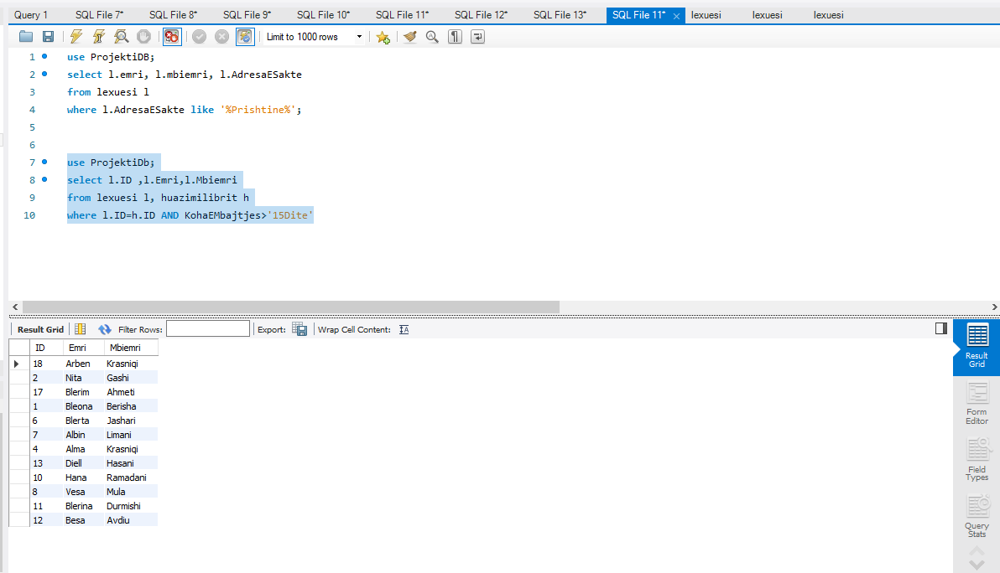 Query 1 SQL File 7* SQL File 8* SQL File 9* SQL File 10* SQL File 11* SQL File 12* SQL File 13* SQL File 11* lexuesi lexuesi lexuesi
Limit to 1000 rows
1 use ProjektiDB;
2 select l.emri, l.mbiemri, l.AdresaESakte
3 from lexuesi l
4 where l.AdresaESakte like '%Prishtine%';
5
6
7 use ProjektiDb;
8 select l.ID ,l.Emri,l.Mbiemri
9 from lexuesi l, huazimilibrit h
10 where l.ID=h.ID AND KohaEMbajtjes>'15Dite'
Result Grid Filter Rows: Export: Wrap Cell Content:
ID Emri Mbiemri
18 Arben Krasniqi
2 Nita Gashi
17 Blerim Ahmeti
1 Bleona Berisha
6 Blerta Jashari
7 Albin Limani
4 Alma Krasniqi
13 Diell Hasani
10 Hana Ramadani
8 Vesa Mula
11 Blerina Durmishi
12 Besa Avdiu
Result
Grid
Form
Editor
Field
Types
Query
Stats